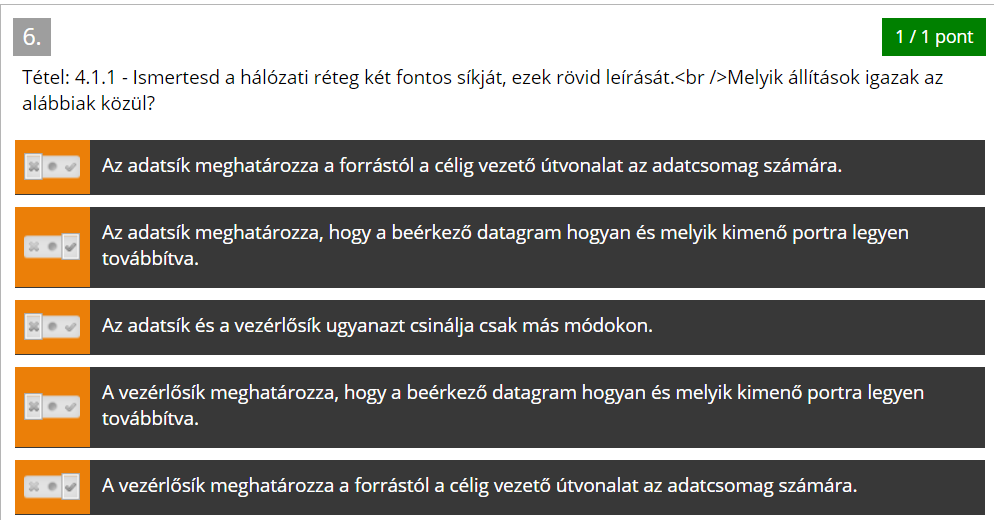 6.
1 / 1 pont
Tétel: 4.1.1 - Ismertesd a hálózati réteg két fontos síkját, ezek rövid leírását.<br />Melyik állítások igazak az
alábbiak közül?
Az adatsík meghatározza a forrástól a célig vezető útvonalat az adatcsomag számára.
Az adatsík meghatározza, hogy a beérkező datagram hogyan és melyik kimenő portra legyen
továbbítva.
Az adatsík és a vezérlősík ugyanazt csinálja csak más módokon.
A vezérlősík meghatározza, hogy a beérkező datagram hogyan és melyik kimenő portra legyen
továbbítva.
A vezérlősík meghatározza a forrástól a célig vezető útvonalat az adatcsomag számára.